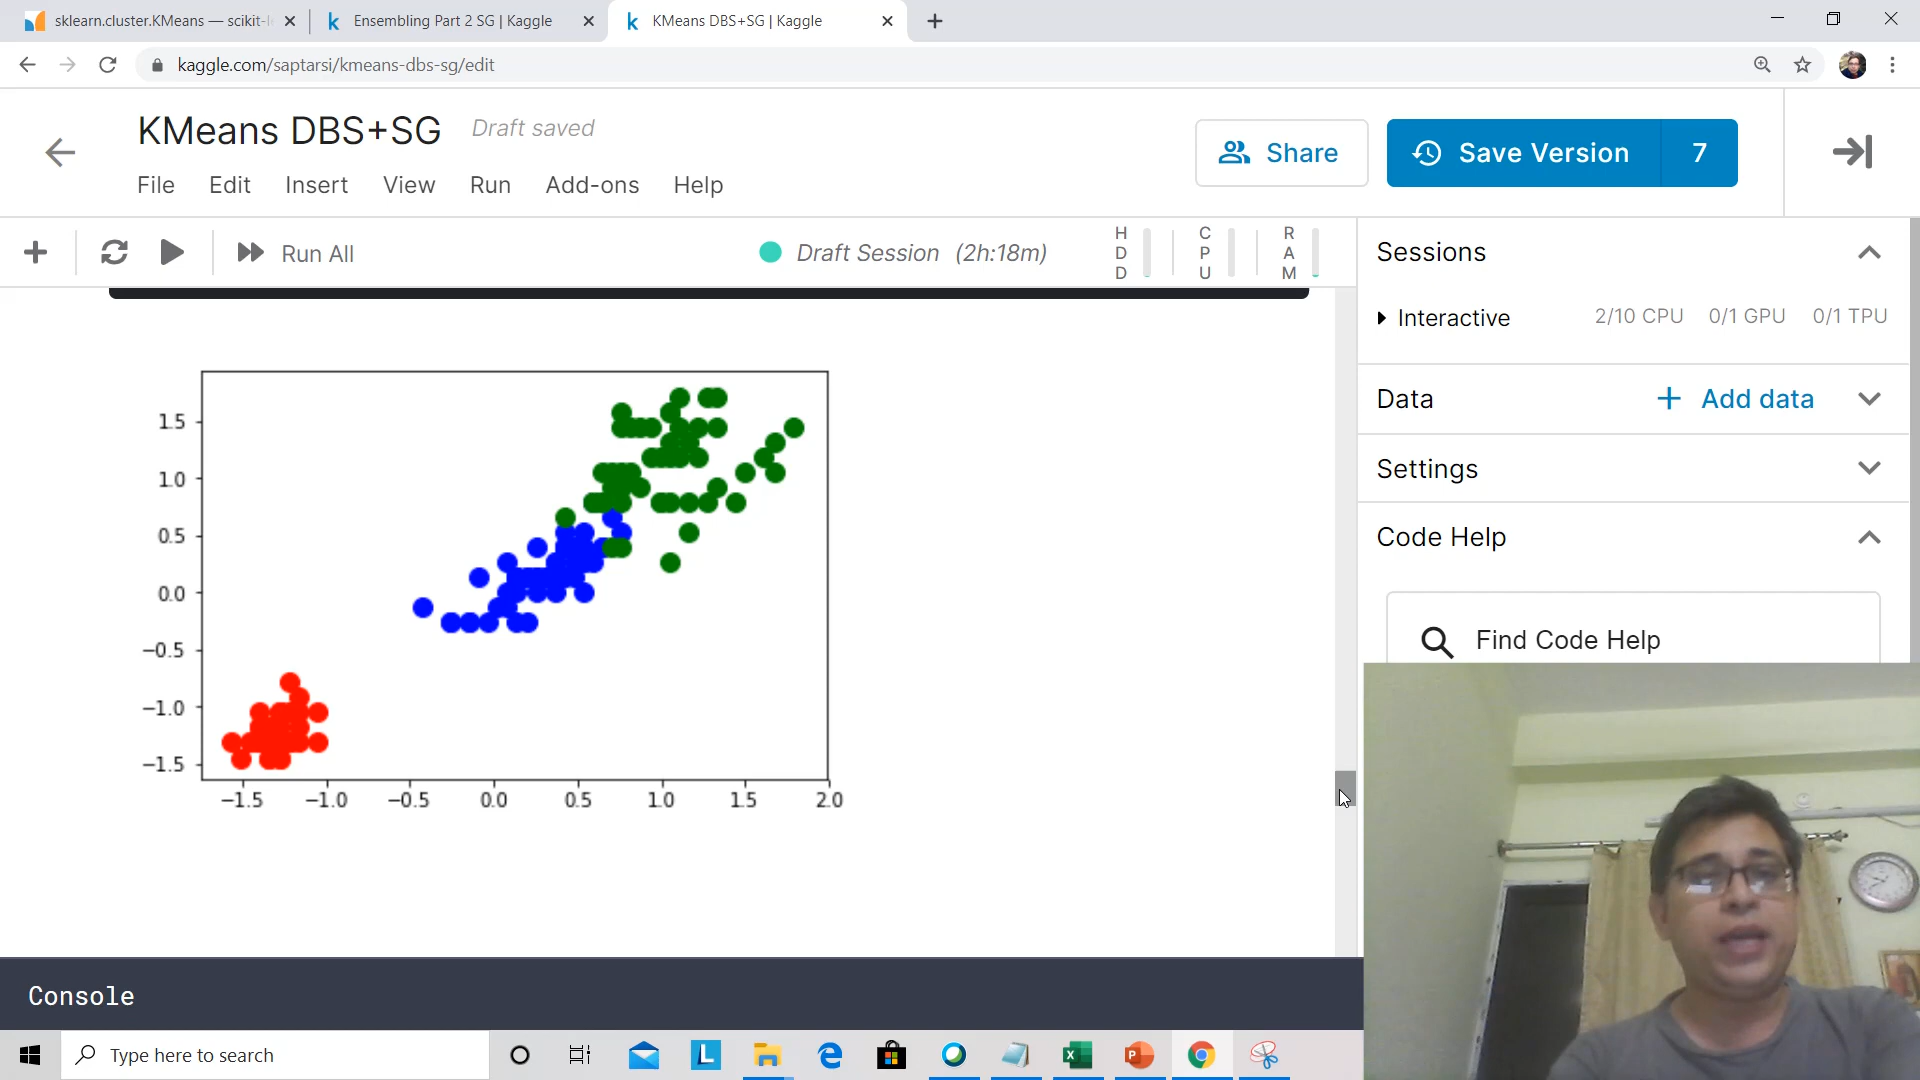 sklearn.cluster.KMeans — scikit-l
Ensembling Part 2 SG | Kaggle
KMeans DBS+SG | Kaggle
kaggle.com/saptarsi/kmeans-dbs-sg/edit
KMeans DBS+SG
Draft saved
File Edit Insert View Run Add-ons Help
Share
Save Version 7
Run All
Draft Session (2h:18m)
HDD
CPU
RAM
Sessions
Interactive 2/10 CPU 0/1 GPU 0/1 TPU
Data + Add data
Settings
Code Help
Find Code Help
1.5
1.0
0.5
0.0
−0.5
−1.0
−1.5
−1.5 −1.0 −0.5 0.0 0.5 1.0 1.5 2.0
Console
Type here to search